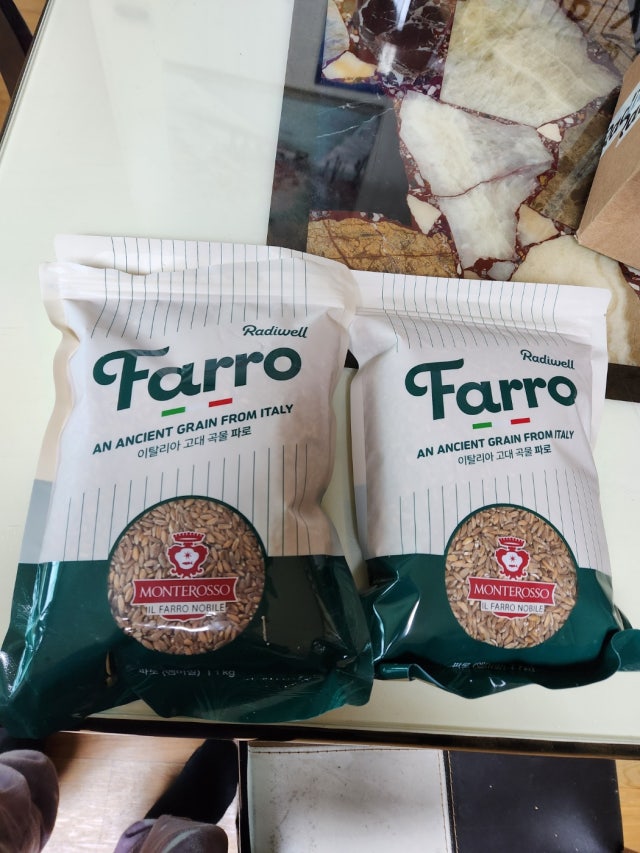 Radiwell
Farro
AN ANCIENT GRAIN FROM ITALY
이탈리아 고대 곡물 파로
MONTEROSSO
IL FARRO NOBILE
Radiwell
Farro
AN ANCIENT GRAIN FROM ITALY
이탈리아 고대 곡물 파로
MONTEROSSO
IL FARRO NOBILE